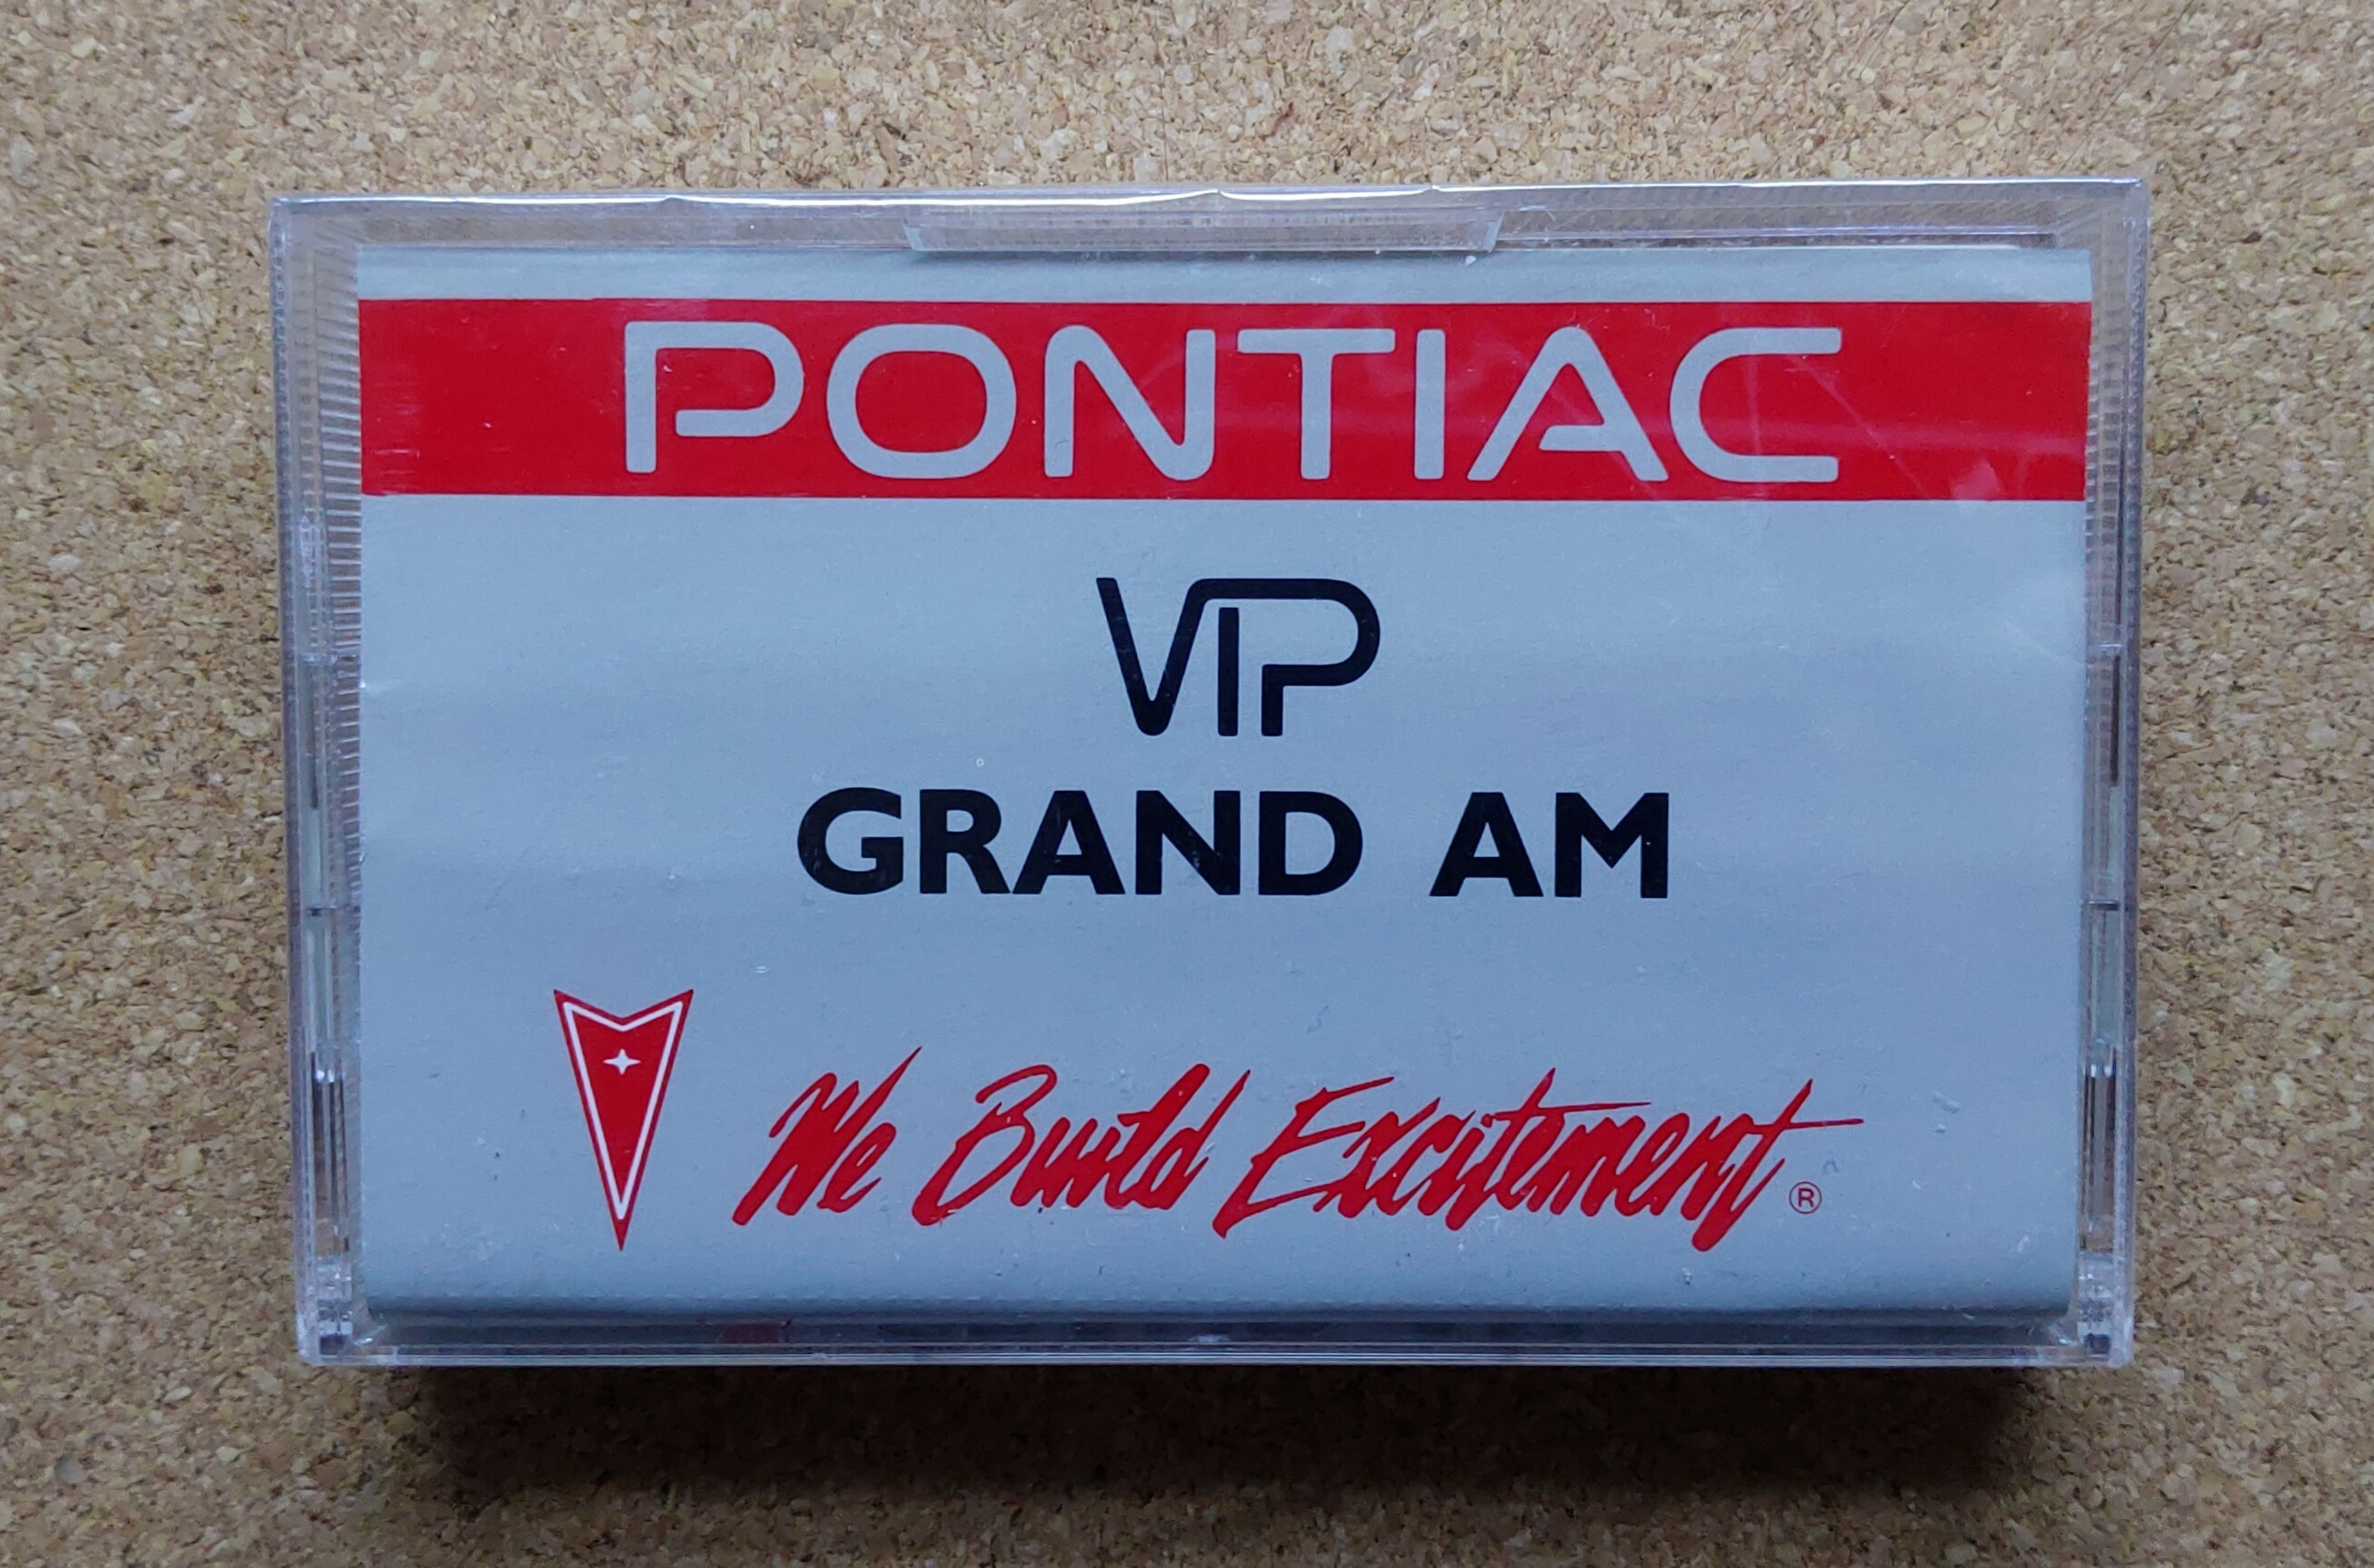 PONTIAC
VIP
GRAND AM
We Build Excitement ®